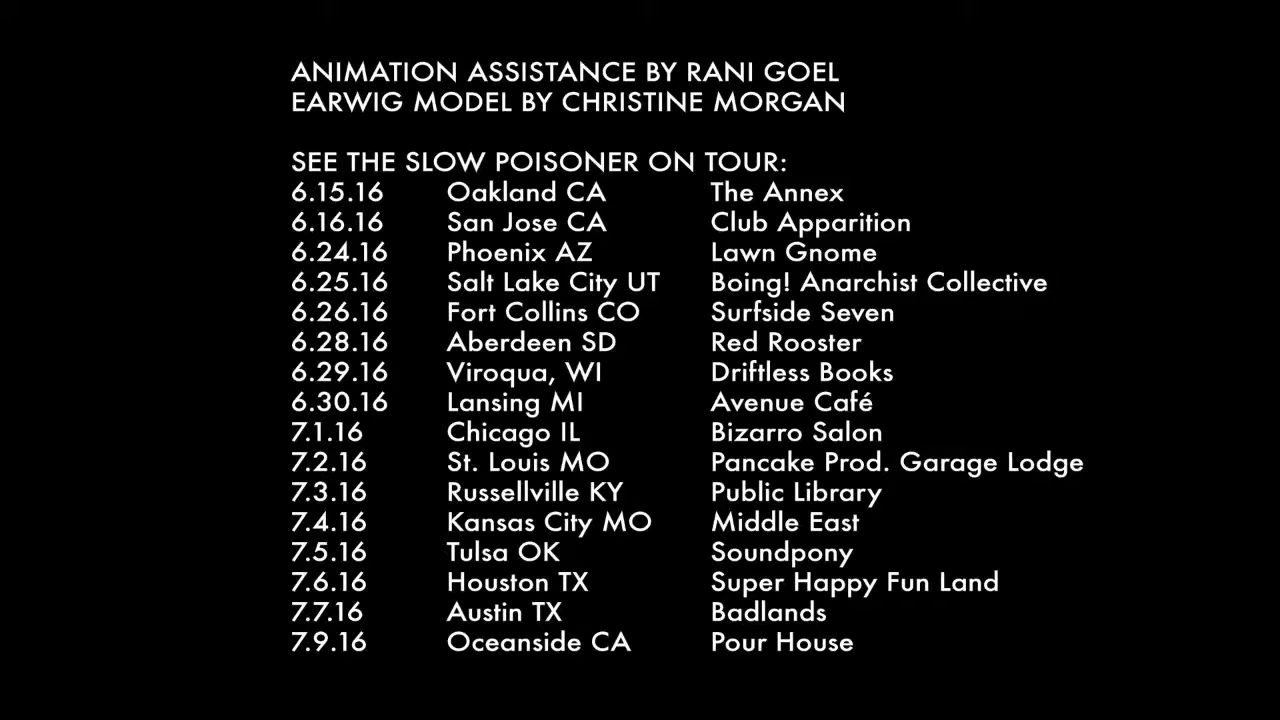 ANIMATION ASSISTANCE BY RANI GOEL
EARWIG MODEL BY CHRISTINE MORGAN
SEE THE SLOW POISONER ON TOUR:
6.15.16 Oakland CA The Annex
6.16.16 San Jose CA Club Apparition
6.24.16 Phoenix AZ Lawn Gnome
6.25.16 Salt Lake City UT Boing! Anarchist Collective
6.26.16 Fort Collins CO Surfside Seven
6.28.16 Aberdeen SD Red Rooster
6.29.16 Viroqua, WI Driftless Books
6.30.16 Lansing MI Avenue Café
7.1.16 Chicago IL Bizarro Salon
7.2.16 St. Louis MO Pancake Prod. Garage Lodge
7.3.16 Russellville KY Public Library
7.4.16 Kansas City MO Middle East
7.5.16 Tulsa OK Soundpony
7.6.16 Houston TX Super Happy Fun Land
7.7.16 Austin TX Badlands
7.9.16 Oceanside CA Pour House